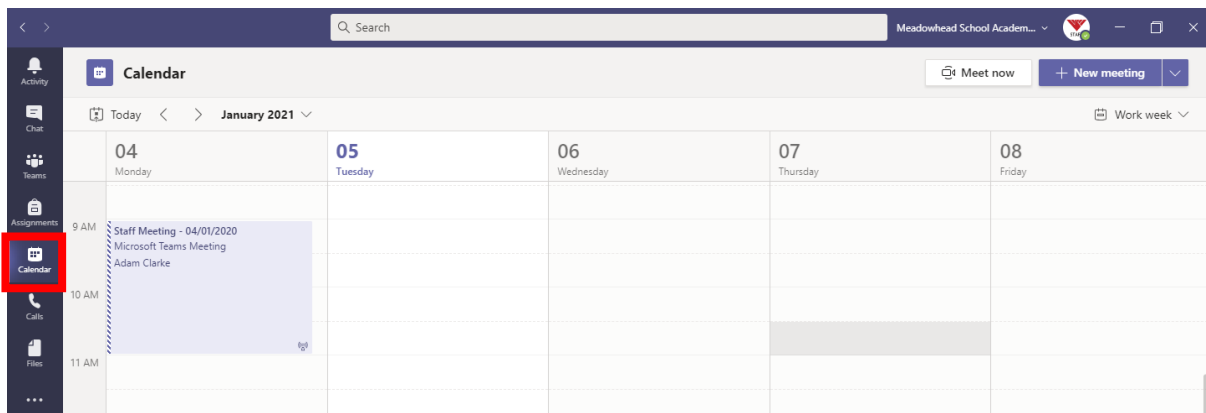 Search
Meadowhead School Academ...
Activity
Calendar
Meet now
+ New meeting
Chat
Today
January 2021
Work week
Teams
04
Monday
05
Tuesday
06
Wednesday
07
Thursday
08
Friday
Assignments
9 AM
Staff Meeting - 04/01/2020
Microsoft Teams Meeting
Adam Clarke
Calendar
10 AM
Calls
Files
11 AM